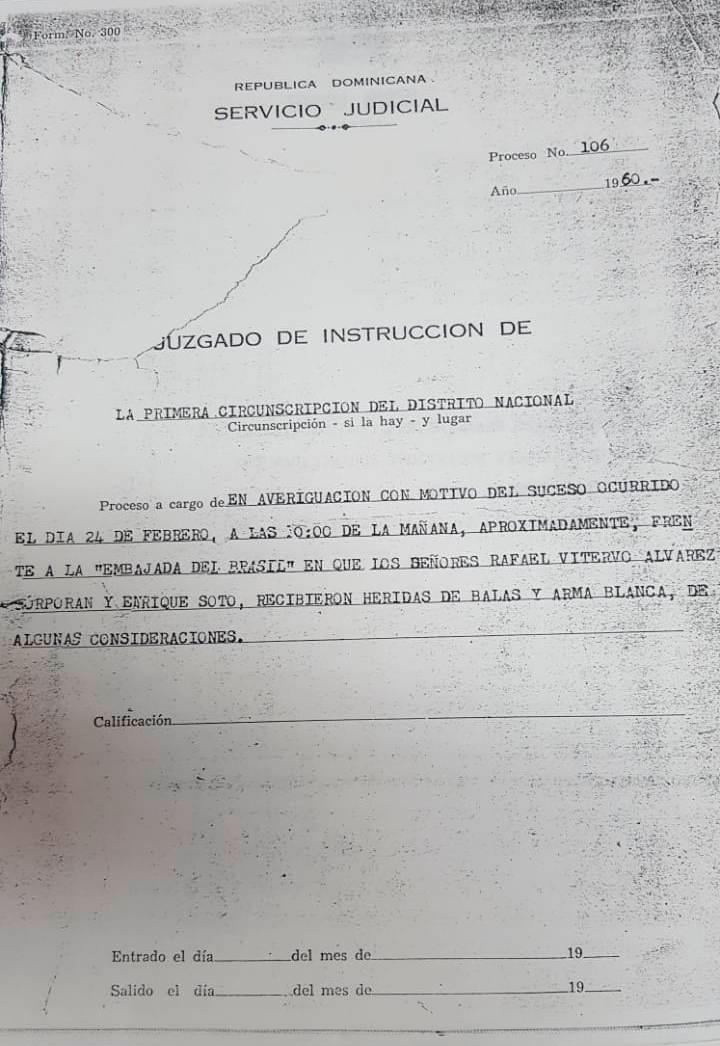 Form. No. 300
REPUBLICA DOMINICANA
SERVICIO JUDICIAL
Proceso No. 106
Año 1960.-
JUZGADO DE INSTRUCCION DE
LA PRIMERA CIRCUNSCRIPCION DEL DISTRITO NACIONAL
Circunscripción - si la hay - y lugar
Proceso a cargo de EN AVERIGUACION CON MOTIVO DEL SUCESO OCURRIDO
EL DIA 24 DE FEBRERO, A LAS 10:00 DE LA MAÑANA, APROXIMADAMENTE, FREN
TE A LA "EMBAJADA DEL BRASIL" EN QUE LOS SEÑORES RAFAEL VITERVO ALVAREZ
SORPORAN Y ENRIQUE SOTO, RECIBIERON HERIDAS DE BALAS Y ARMA BLANCA, DE
ALGUNAS CONSIDERACIONES.
Calificación
Entrado el día del mes de 19
Salido el día del mes de 19